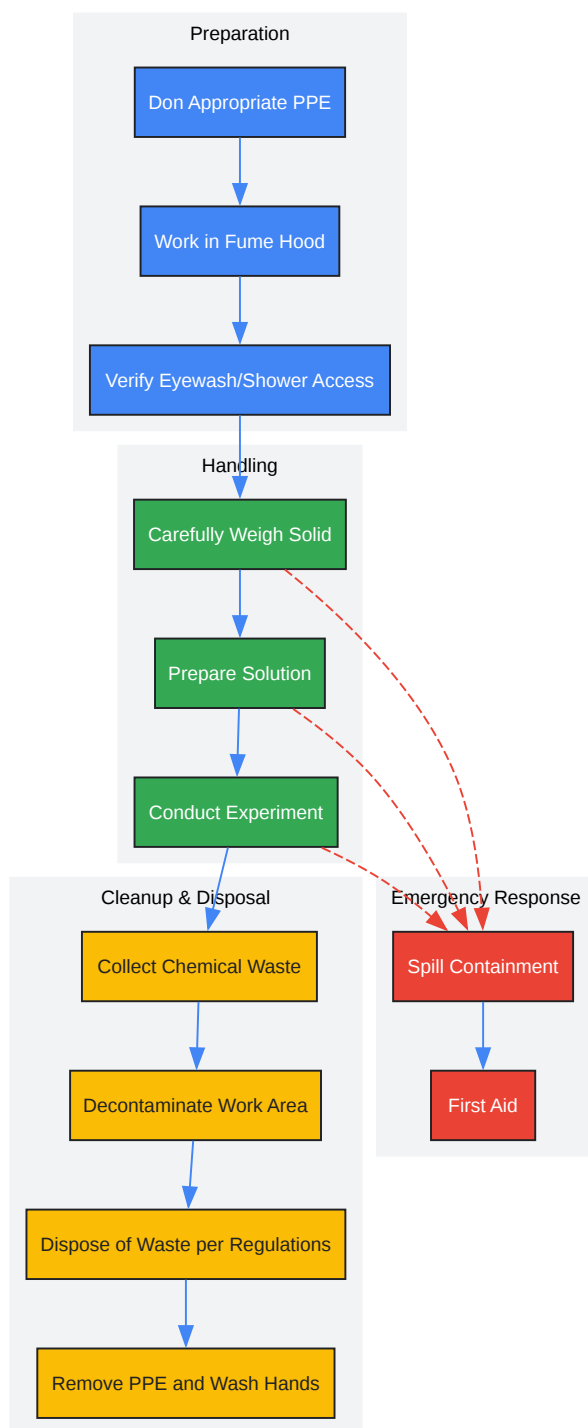 Preparation
Don Appropriate PPE
Work in Fume Hood
Verify Eyewash/Shower Access
Handling
Carefully Weigh Solid
Prepare Solution
Conduct Experiment
Cleanup & Disposal
Collect Chemical Waste
Decontaminate Work Area
Dispose of Waste per Regulations
Remove PPE and Wash Hands
Emergency Response
Spill Containment
First Aid